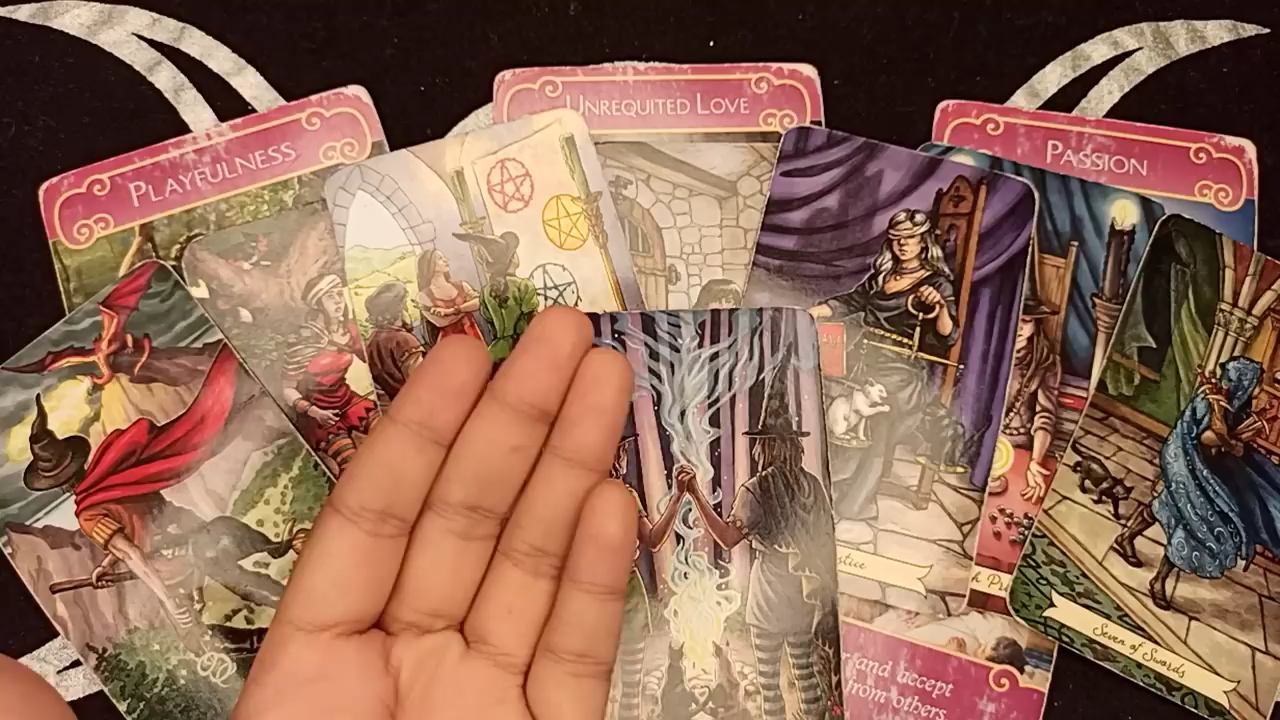 PLAYFULNESS
UNREQUITED LOVE
PASSION
Seven of Swords
and accept
from others